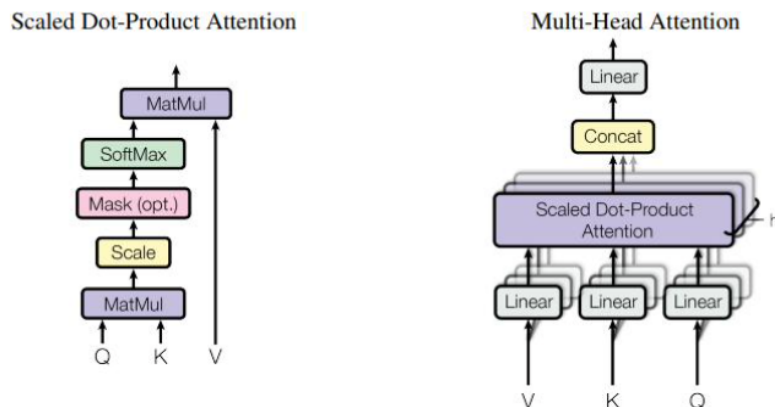 Scaled Dot-Product Attention
MatMul
SoftMax
Mask (opt.)
Scale
MatMul
Q K V
Multi-Head Attention
Linear
Concat
Scaled Dot-Product
Attention
h
Linear Linear Linear
V K Q